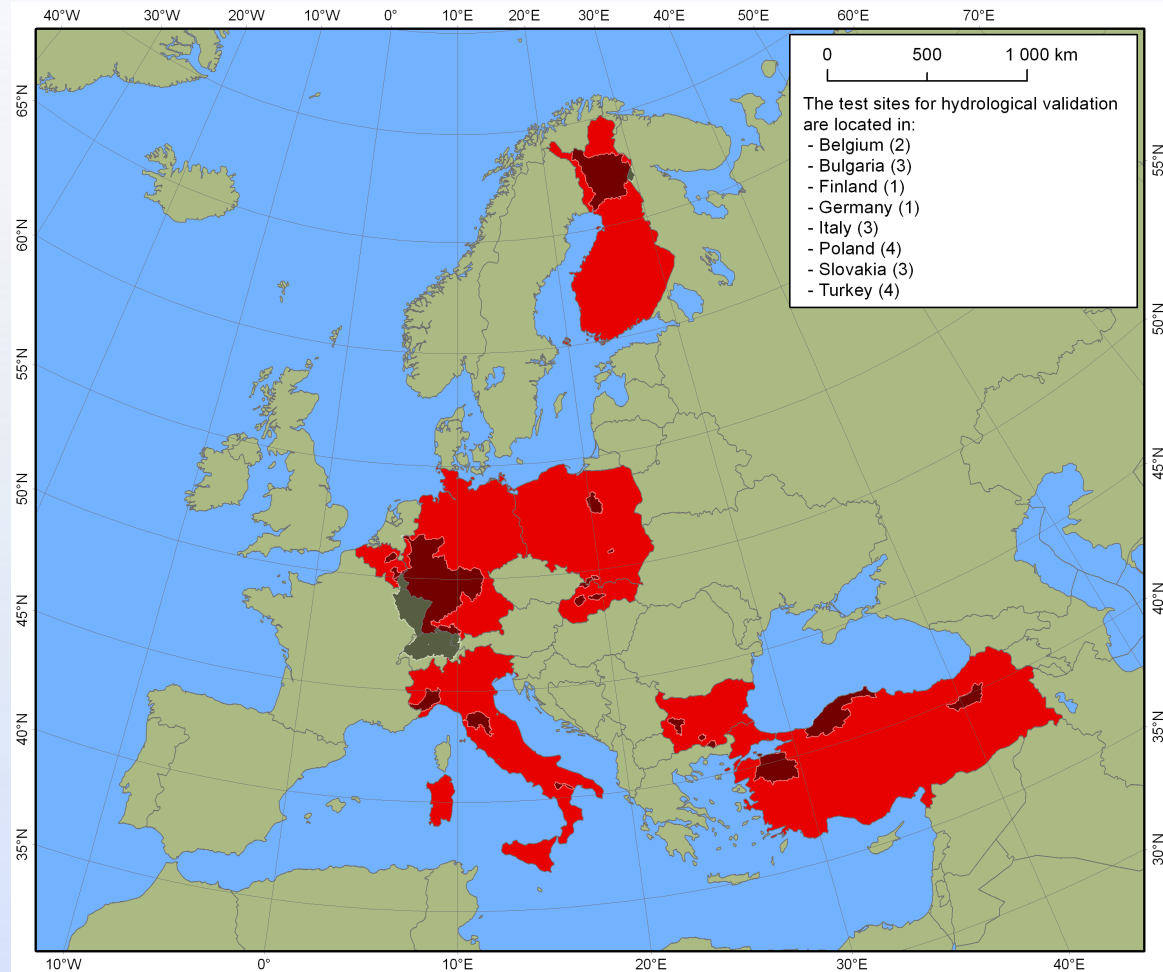 40°W 30°W 20°W 10°W 0° 10°E 20°E 30°E 40°E 50°E 60°E 70°E
0 500 1 000 km
The test sites for hydrological validation
are located in:
- Belgium (2)
- Bulgaria (3)
- Finland (1)
- Germany (1)
- Italy (3)
- Poland (4)
- Slovakia (3)
- Turkey (4)
65°N
60°N
55°N
50°N
45°N
40°N
35°N
55°N
50°N
45°N
40°N
35°N
30°N
10°W 0° 10°E 20°E 30°E 40°E